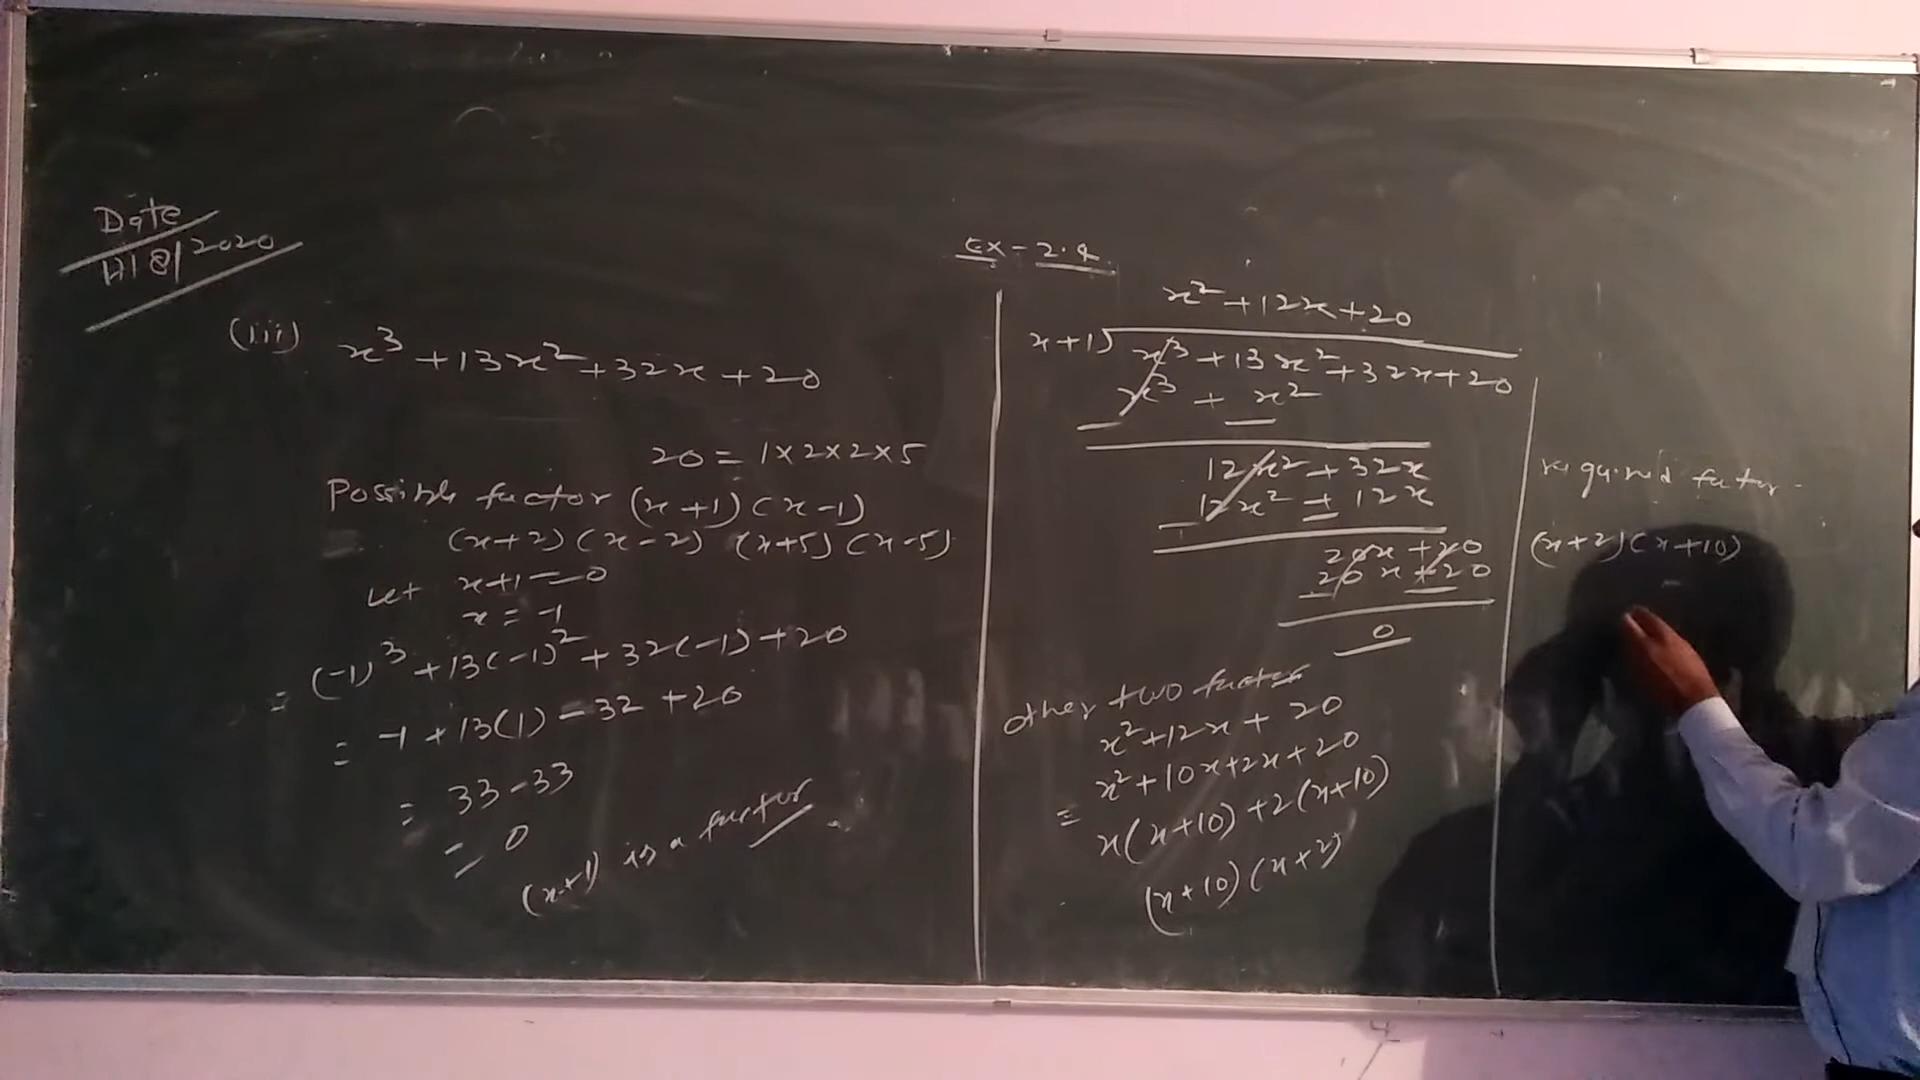 Date
11/8/2020
Ex - 2.4
(iii) x³ + 13x² + 32x + 20
20 = 1×2×2×5
Possible factor (x+1) (x-1)
(x+2) (x-2) (x+5) (x-5)
Let x+1 = 0
x = -1
= (-1)³ + 13(-1)² + 32(-1) + 20
= -1 + 13(1) - 32 + 20
= 33 - 33
= 0
(x+1) is a factor
x² + 12x + 20
x+1) x³ + 13x² + 32x + 20
x³ + x²
12x² + 32x
12x² + 12x
20x + 20
20x + 20
0
other two factor
x² + 12x + 20
x² + 10x + 2x + 20
= x(x+10) + 2(x+10)
(x+10) (x+2)
required factor -
(x+2) (x+10)